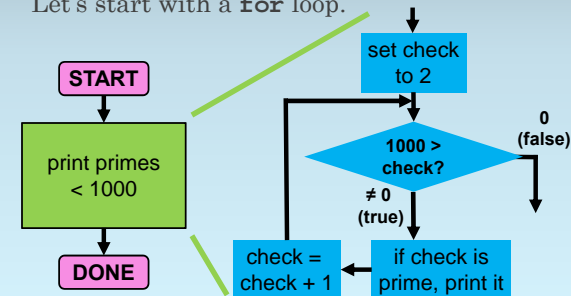 Let's start with a for loop.
START
print primes
< 1000
DONE
set check
to 2
1000 >
check?
0
(false)
≠ 0
(true)
if check is
prime, print it
check =
check + 1